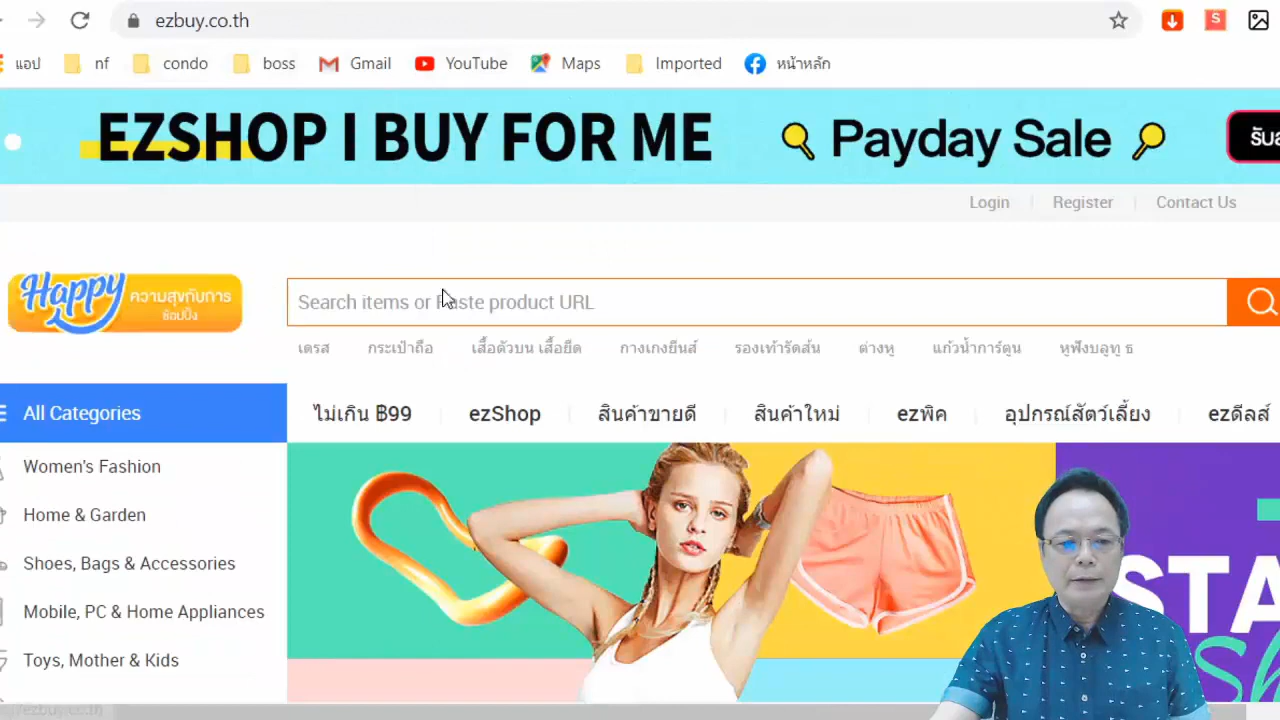 ezbuy.co.th
S
แอป nf condo boss Gmail YouTube Maps Imported หน้าหลัก
EZSHOP I BUY FOR ME Payday Sale
Login Register Contact Us
Happy ความสุขกับการ
ช้อปปิ้ง
Search items or Paste product URL
เดรส กระเป๋าถือ เสื้อตัวบน เสื้อยืด กางเกงยีนส์ รองเท้ารัดส้น ต่างหู แก้วน้ำการ์ตูน หูฟังบลูทู ธ
All Categories ไม่เกิน ฿99 ezShop สินค้าขายดี สินค้าใหม่ ezพิค อุปกรณ์สัตว์เลี้ยง ezดีลส์
Women's Fashion
Home & Garden
Shoes, Bags & Accessories
Mobile, PC & Home Appliances
Toys, Mother & Kids
STA